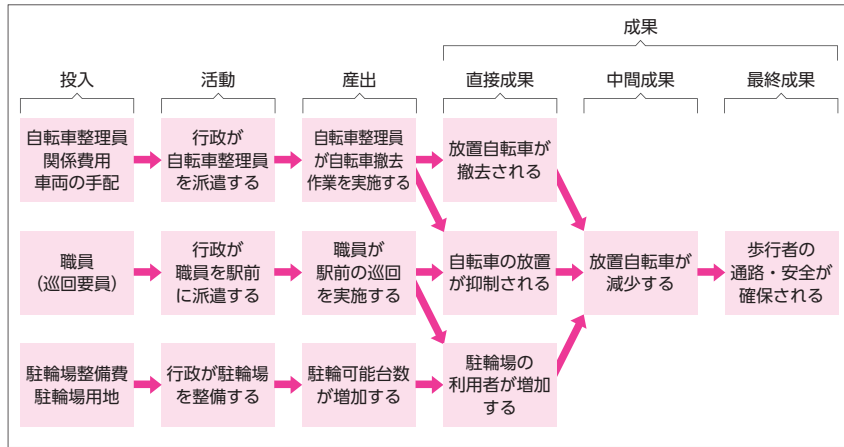 成果
投入
活動
産出
直接成果
中間成果
最終成果
自転車整理員
関係費用
車両の手配
行政が
自転車整理員
を派遣する
自転車整理員
が自転車撤去
作業を実施する
放置自転車が
撤去される
職員
(巡回要員)
行政が
職員を駅前
に派遣する
職員が
駅前の巡回
を実施する
自転車の放置
が抑制される
放置自転車が
減少する
歩行者の
通路・安全が
確保される
駐輪場整備費
駐輪場用地
行政が駐輪場
を整備する
駐輪可能台数
が増加する
駐輪場の
利用者が増加
する